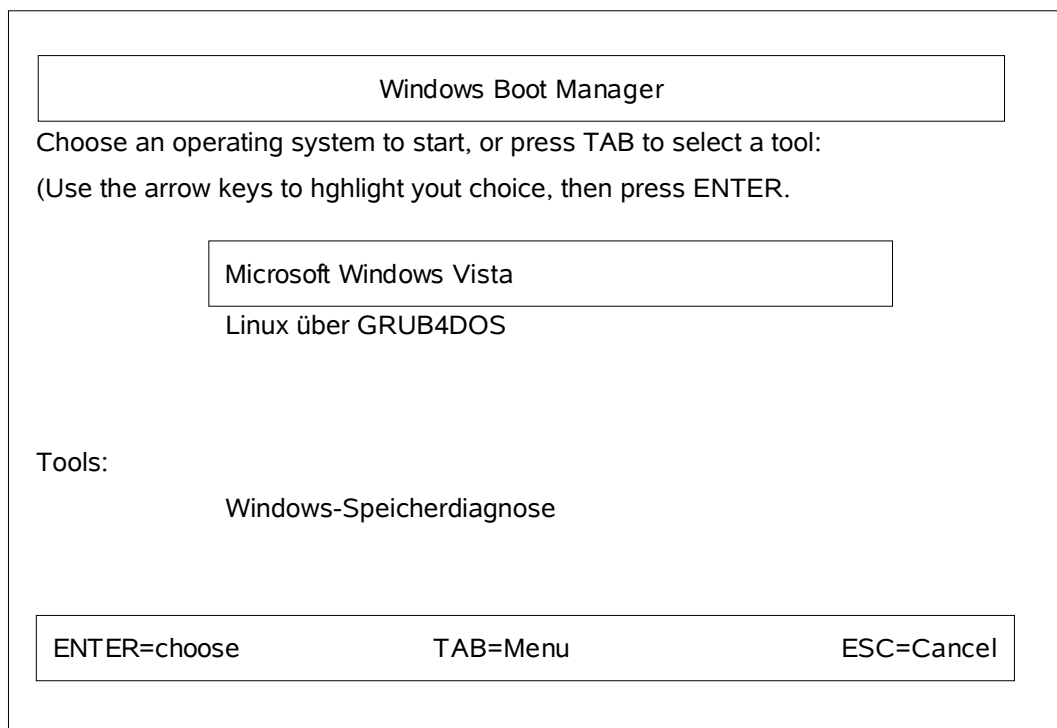 Windows Boot Manager
Choose an operating system to start, or press TAB to select a tool:
(Use the arrow keys to hghlight yout choice, then press ENTER.
Microsoft Windows Vista
Linux über GRUB4DOS
Tools:
Windows-Speicherdiagnose
ENTER=choose TAB=Menu ESC=Cancel